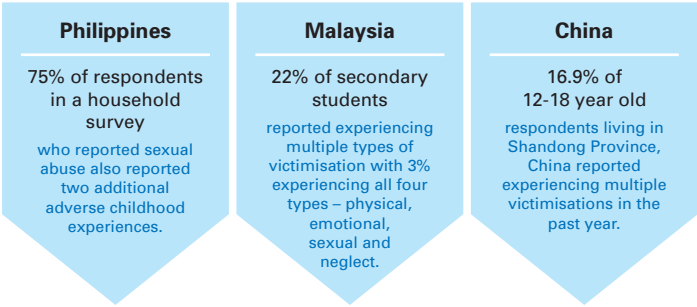 Philippines
75% of respondents
in a household
survey
who reported sexual
abuse also reported
two additional
adverse childhood
experiences.
Malaysia
22% of secondary
students
reported experiencing
multiple types of
victimisation with 3%
experiencing all four
types – physical,
emotional,
sexual and
neglect.
China
16.9% of
12-18 year old
respondents living in
Shandong Province,
China reported
experiencing multiple
victimisations in the
past year.